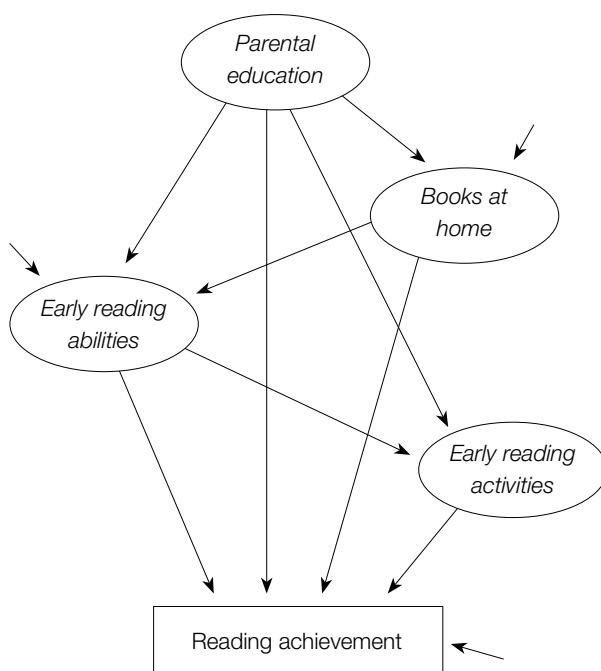 Parental
education
Books at
home
Early reading
abilities
Early reading
activities
Reading achievement